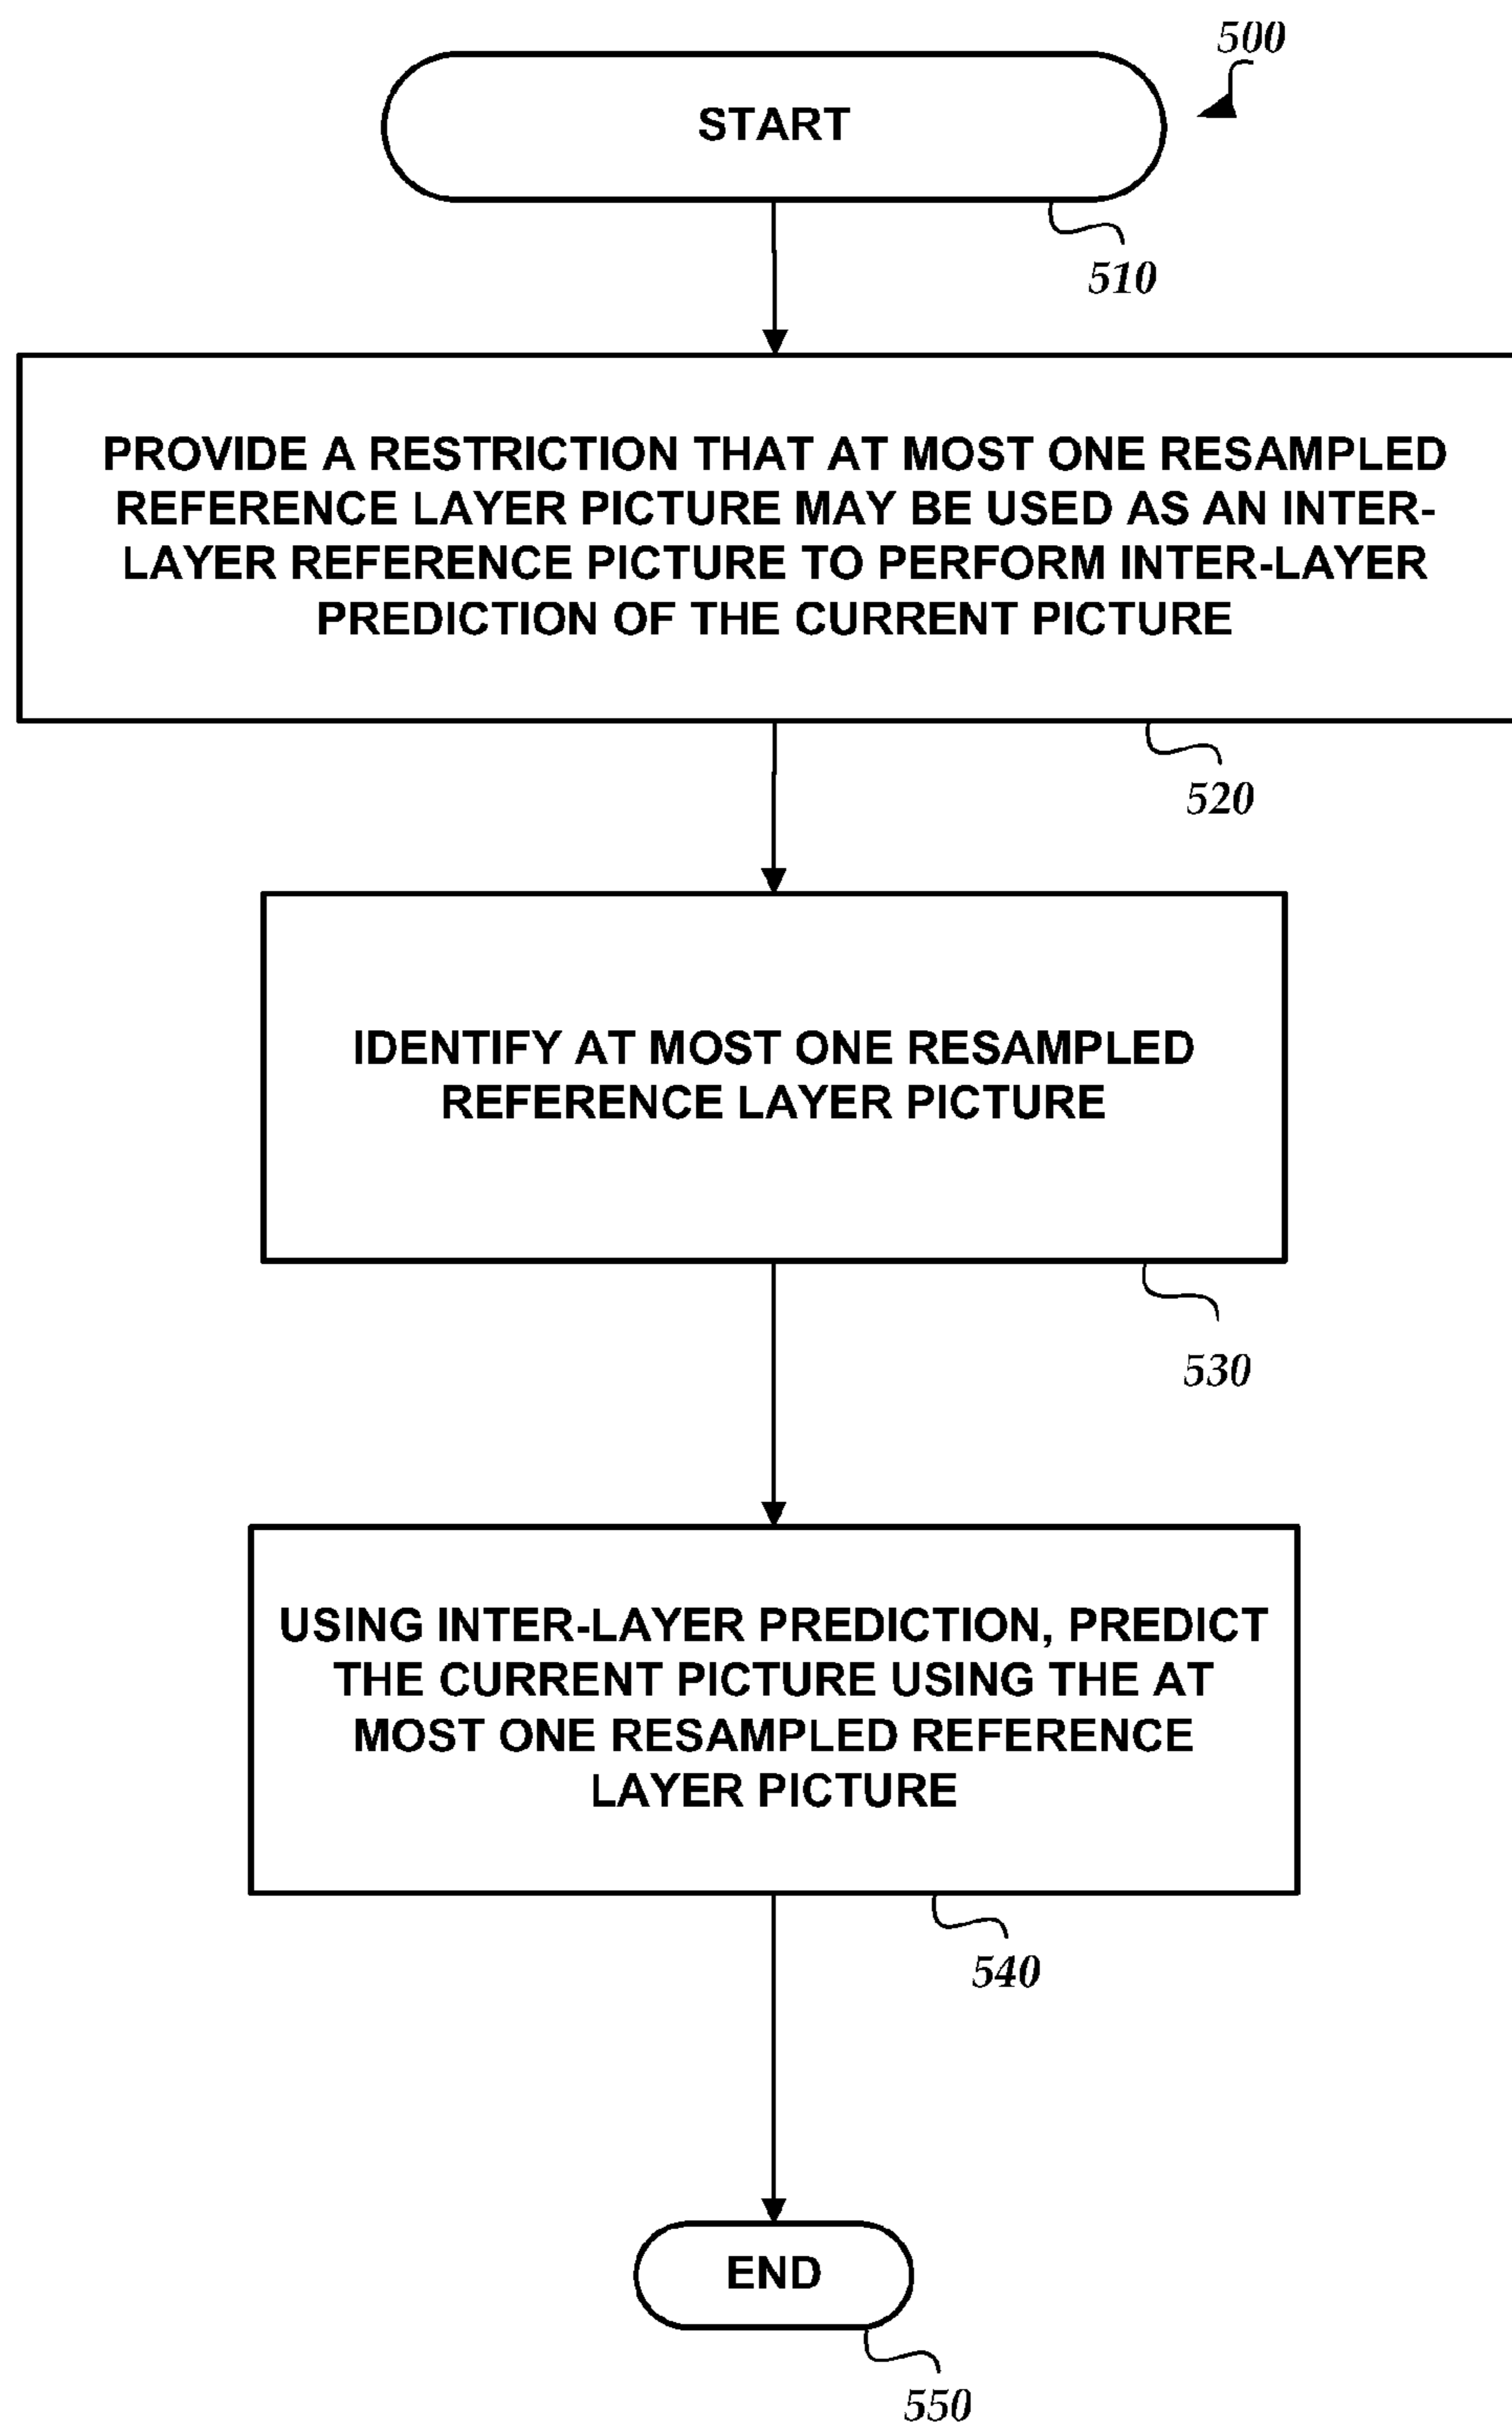 500
START
510
PROVIDE A RESTRICTION THAT AT MOST ONE RESAMPLED
REFERENCE LAYER PICTURE MAY BE USED AS AN INTER-
LAYER REFERENCE PICTURE TO PERFORM INTER-LAYER
PREDICTION OF THE CURRENT PICTURE
520
IDENTIFY AT MOST ONE RESAMPLED
REFERENCE LAYER PICTURE
530
USING INTER-LAYER PREDICTION, PREDICT
THE CURRENT PICTURE USING THE AT
MOST ONE RESAMPLED REFERENCE
LAYER PICTURE
540
END
550